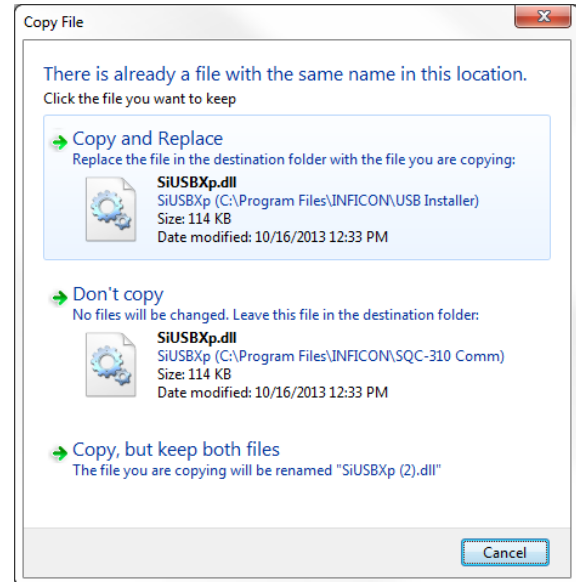 Copy File
There is already a file with the same name in this location.
Click the file you want to keep
Copy and Replace
Replace the file in the destination folder with the file you are copying:
SiUSBXp.dll
SiUSBXp (C:\Program Files\INFICON\USB Installer)
Size: 114 KB
Date modified: 10/16/2013 12:33 PM
Don't copy
No files will be changed. Leave this file in the destination folder:
SiUSBXp.dll
SiUSBXp (C:\Program Files\INFICON\SQC-310 Comm)
Size: 114 KB
Date modified: 10/16/2013 12:33 PM
Copy, but keep both files
The file you are copying will be renamed "SiUSBXp (2).dll"
Cancel